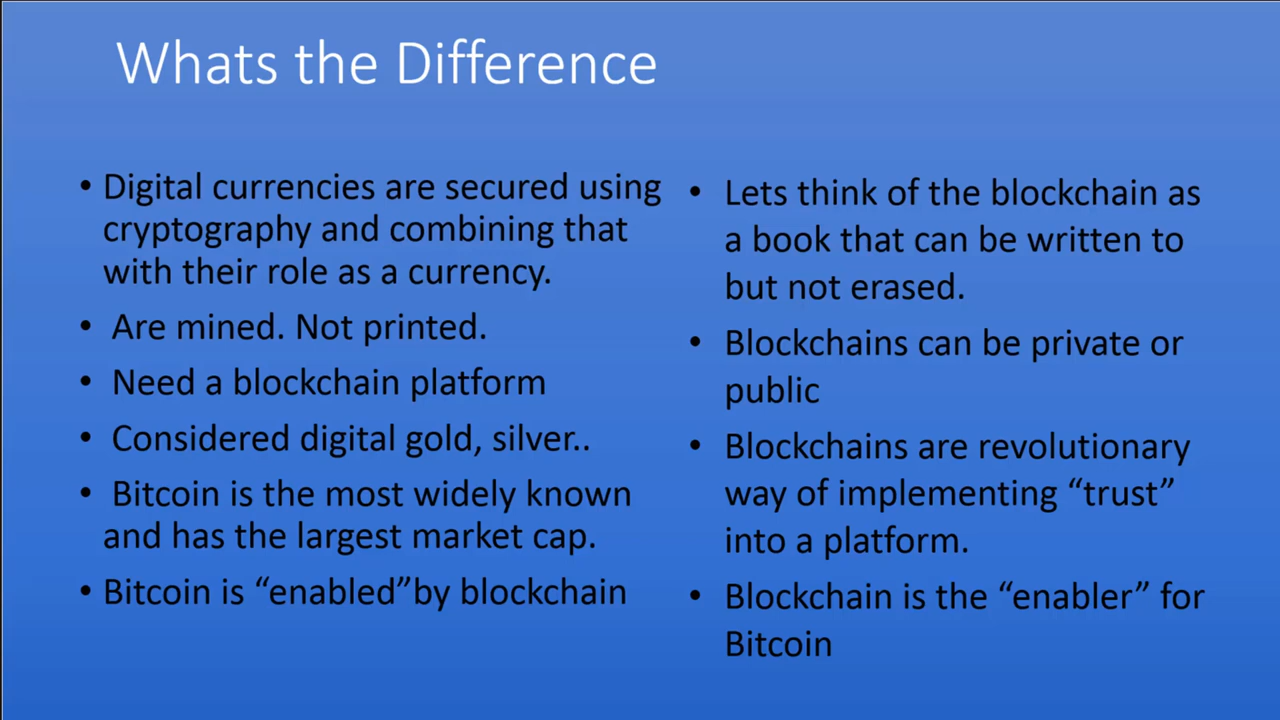 Whats the Difference
• Digital currencies are secured using
cryptography and combining that
with their role as a currency.
• Are mined. Not printed.
• Need a blockchain platform
• Considered digital gold, silver..
• Bitcoin is the most widely known
and has the largest market cap.
• Bitcoin is “enabled”by blockchain
• Lets think of the blockchain as
a book that can be written to
but not erased.
• Blockchains can be private or
public
• Blockchains are revolutionary
way of implementing “trust”
into a platform.
• Blockchain is the “enabler” for
Bitcoin